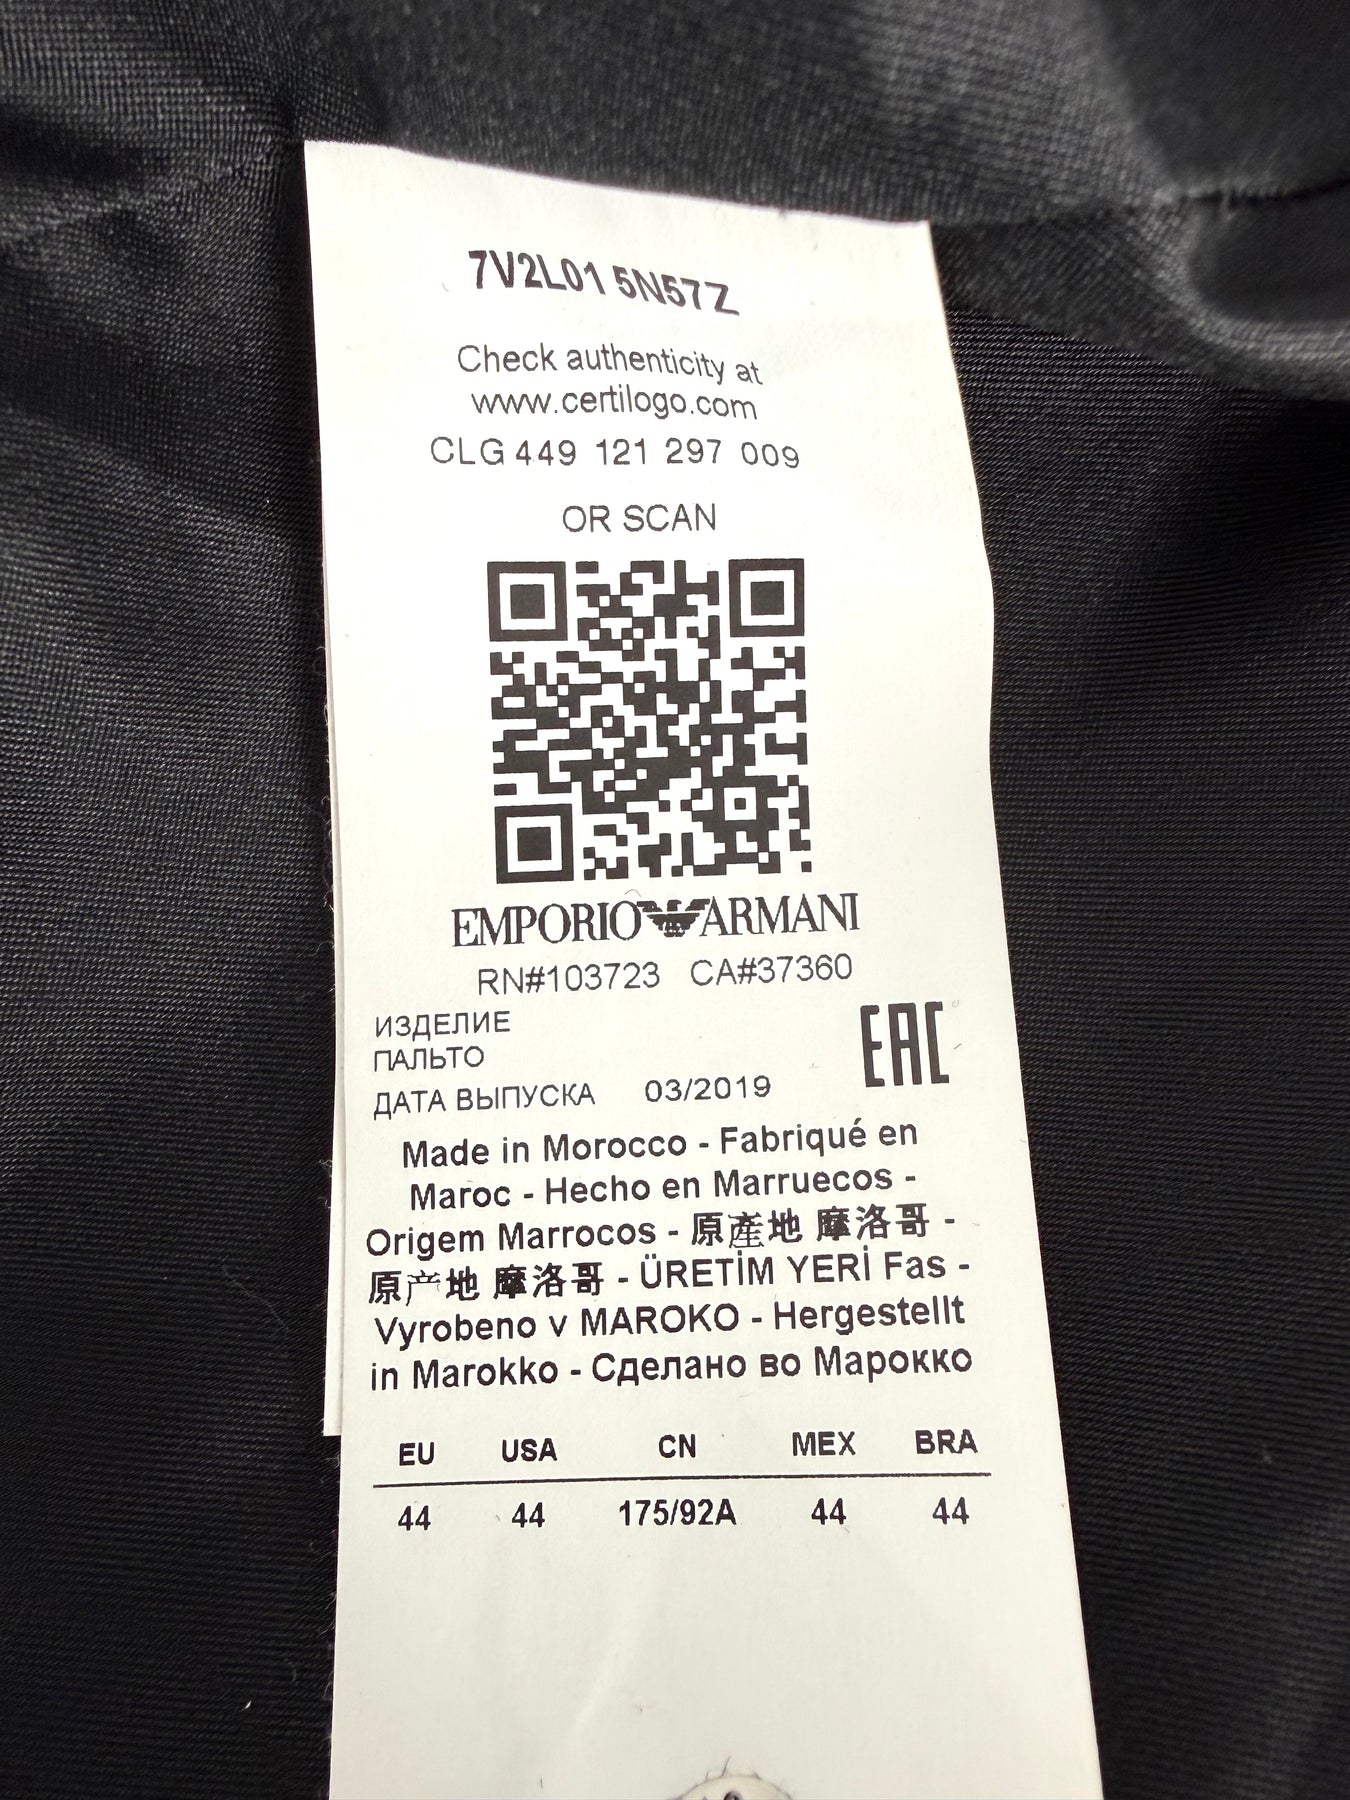 7V2L01 5N57Z
Check authenticity at
www.certilogo.com
CLG 449 121 297 009
OR SCAN
EMPORIO ARMANI
RN#103723 CA#37360
ИЗДЕЛИЕ
ПАЛЬТО
ДАТА ВЫПУСКА 03/2019
EAC
Made in Morocco - Fabriqué en
Maroc - Hecho en Marruecos -
Origem Marrocos - 原產地 摩洛哥 -
原产地 摩洛哥 - ÜRETİM YERİ Fas -
Vyrobeno v MAROKO - Hergestellt
in Marokko - Сделано во Марокко
EU USA CN MEX BRA
44 44 175/92A 44 44